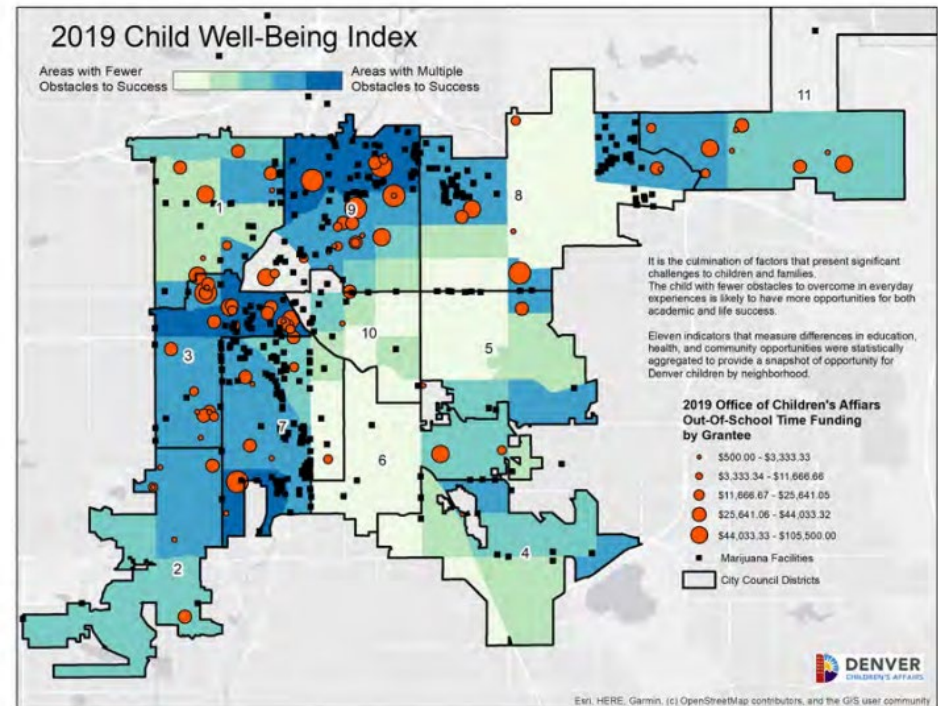 2019 Child Well-Being Index
Areas with Fewer
Obstacles to Success
Areas with Multiple
Obstacles to Success
11
8
1
9
It is the culmination of factors that present significant
challenges to children and families.
The child with fewer obstacles to overcome in everyday
experiences is likely to have more opportunities for both
academic and life success.
Eleven indicators that measure differences in education,
health, and community opportunities were statistically
aggregated to provide a snapshot of opportunity for
Denver children by neighborhood.
10
5
3
7
6
4
2
2019 Office of Children's Affiars
Out-Of-School Time Funding
by Grantee
$500.00 - $3,333.33
$3,333.34 - $11,666.66
$11,666.67 - $25,641.05
$25,641.06 - $44,033.32
$44,033.33 - $105,500.00
Marijuana Facilities
City Council Districts
DENVER
CHILDREN'S AFFAIRS
Esri, HERE, Garmin, (c) OpenStreetMap contributors, and the GIS user community